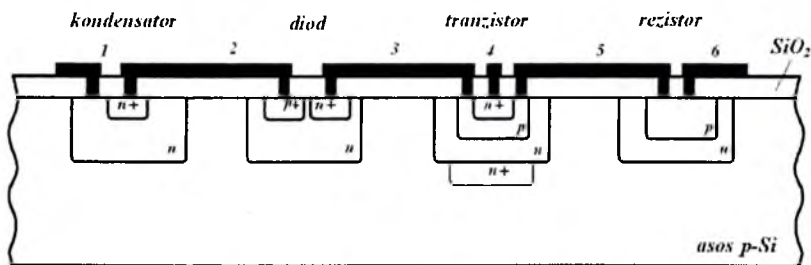 kondensator diod tranzistor rezistor
1 2 3 4 5 6 SiO2
n+ p+ n+ n+
p p
n n n n
n+
asos p-Si